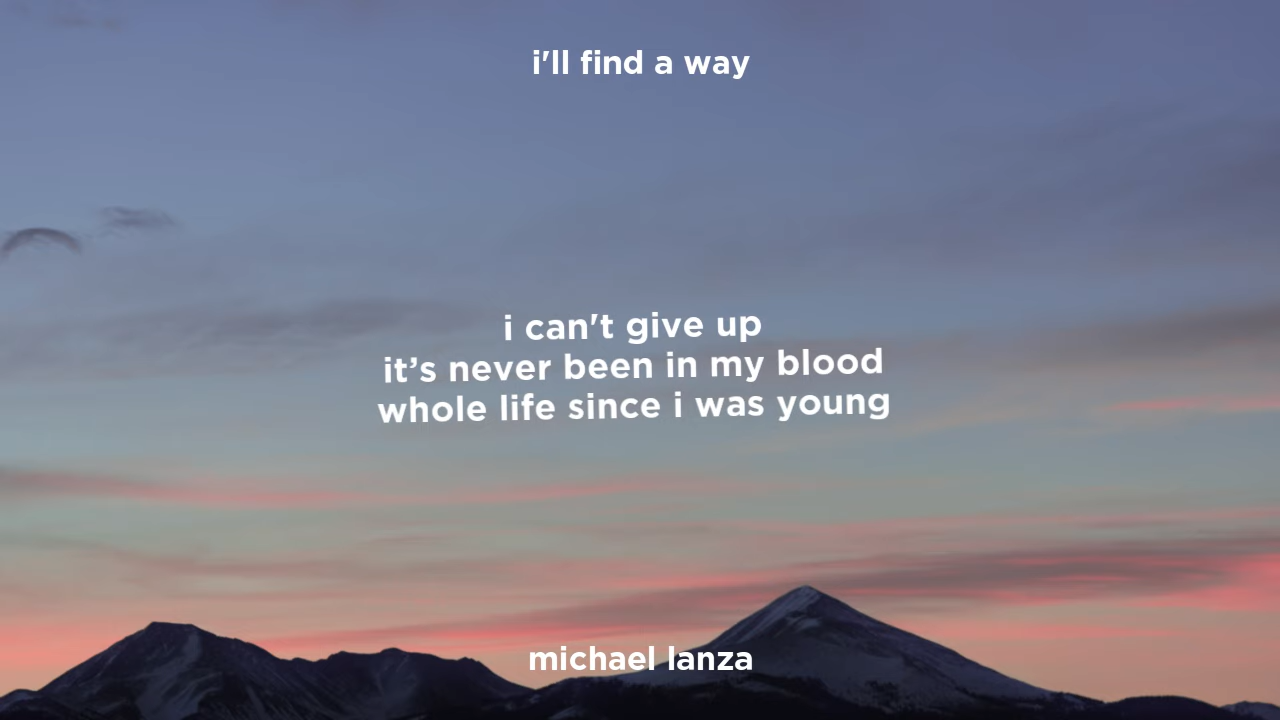 i'll find a way
i can't give up
it’s never been in my blood
whole life since i was young
michael lanza